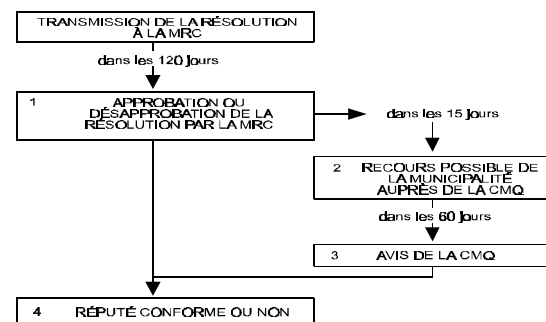 TRANSMISSION DE LA RÉSOLUTION
À LA MRC
dans les 120 jours
1 APPROBATION OU
DÉSAPPROBATION DE LA
RÉSOLUTION PAR LA MRC
dans les 15 jours
2 RECOURS POSSIBLE DE
LA MUNICIPALITÉ
AUPRÈS DE LA CMQ
dans les 60 jours
3 AVIS DE LA CMQ
4 RÉPUTÉ CONFORME OU NON